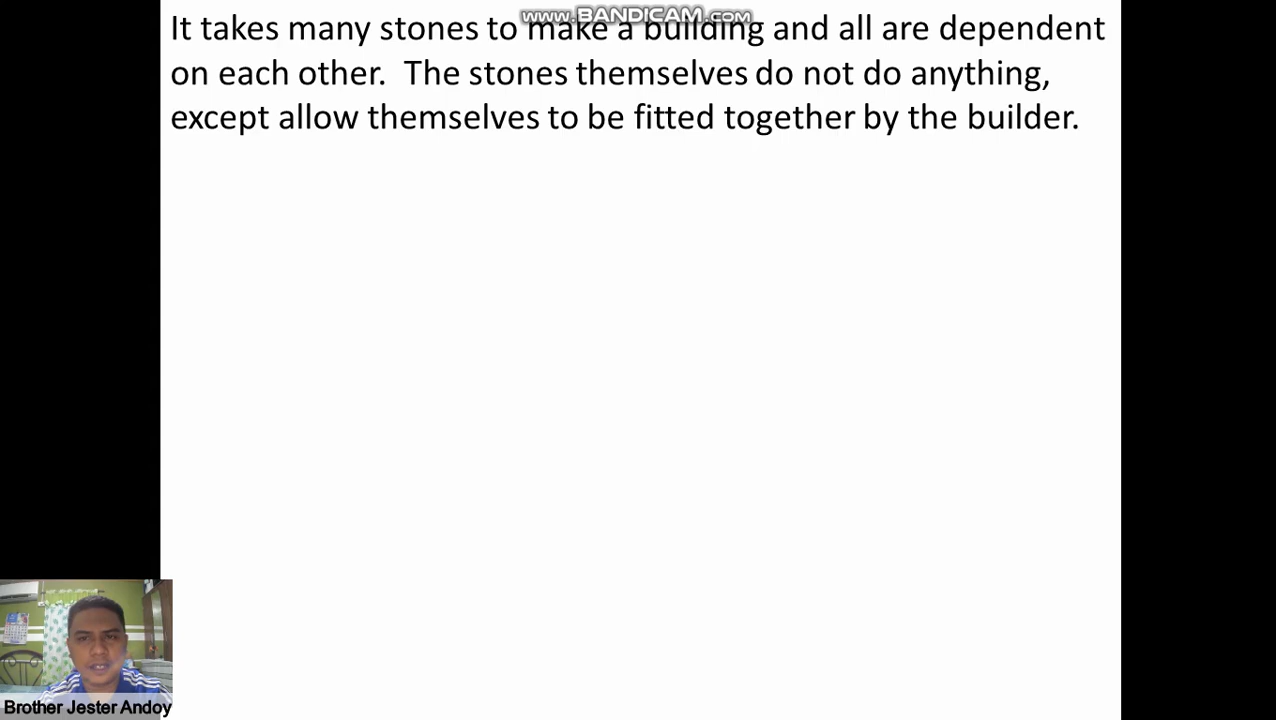 www.BANDICAM.com
It takes many stones to make a building and all are dependent
on each other. The stones themselves do not do anything,
except allow themselves to be fitted together by the builder.
Brother Jester Andoy